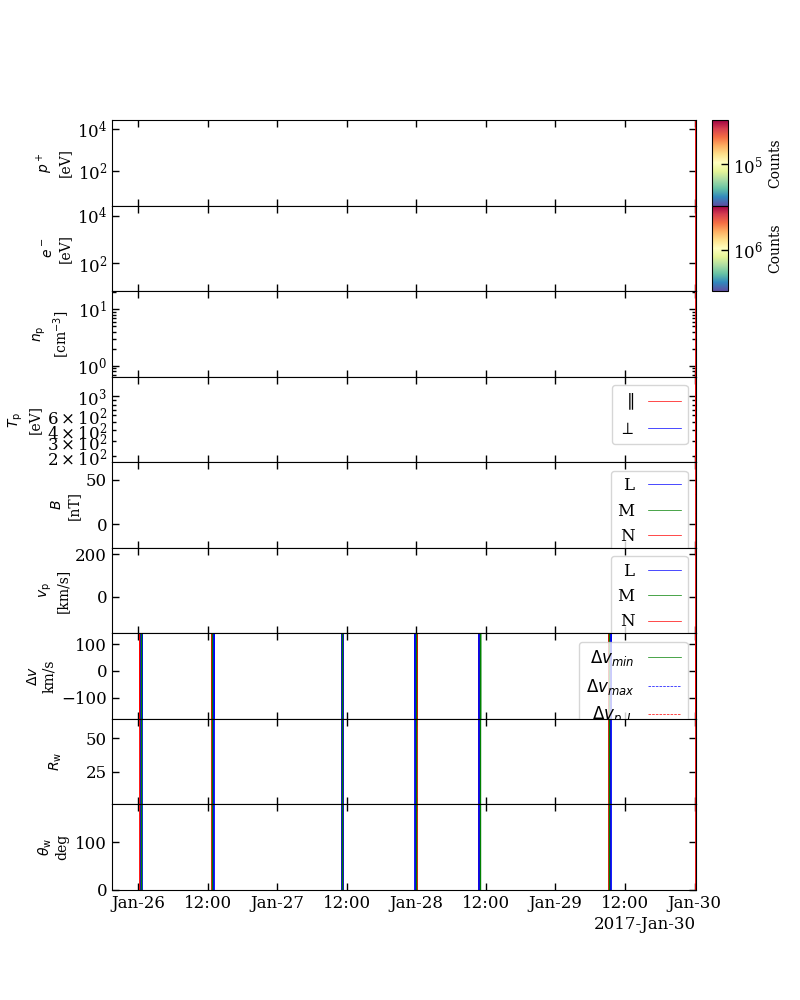 10^4
10^2
p^+
[eV]
10^5
Counts
10^4
10^2
e^-
[eV]
10^6
Counts
10^1
10^0
n_p
[cm^{-3}]
10^3
6 × 10^2
4 × 10^2
3 × 10^2
2 × 10^2
T_p
[eV]
∥
⊥
50
0
B
[nT]
L
M
N
200
0
v_p
[km/s]
L
M
N
100
0
−100
Δv
km/s
Δv_{min}
Δv_{max}
50
25
R_w
100
0
θ_w
deg
Jan-26 12:00 Jan-27 12:00 Jan-28 12:00 Jan-29 12:00 Jan-30
2017-Jan-30